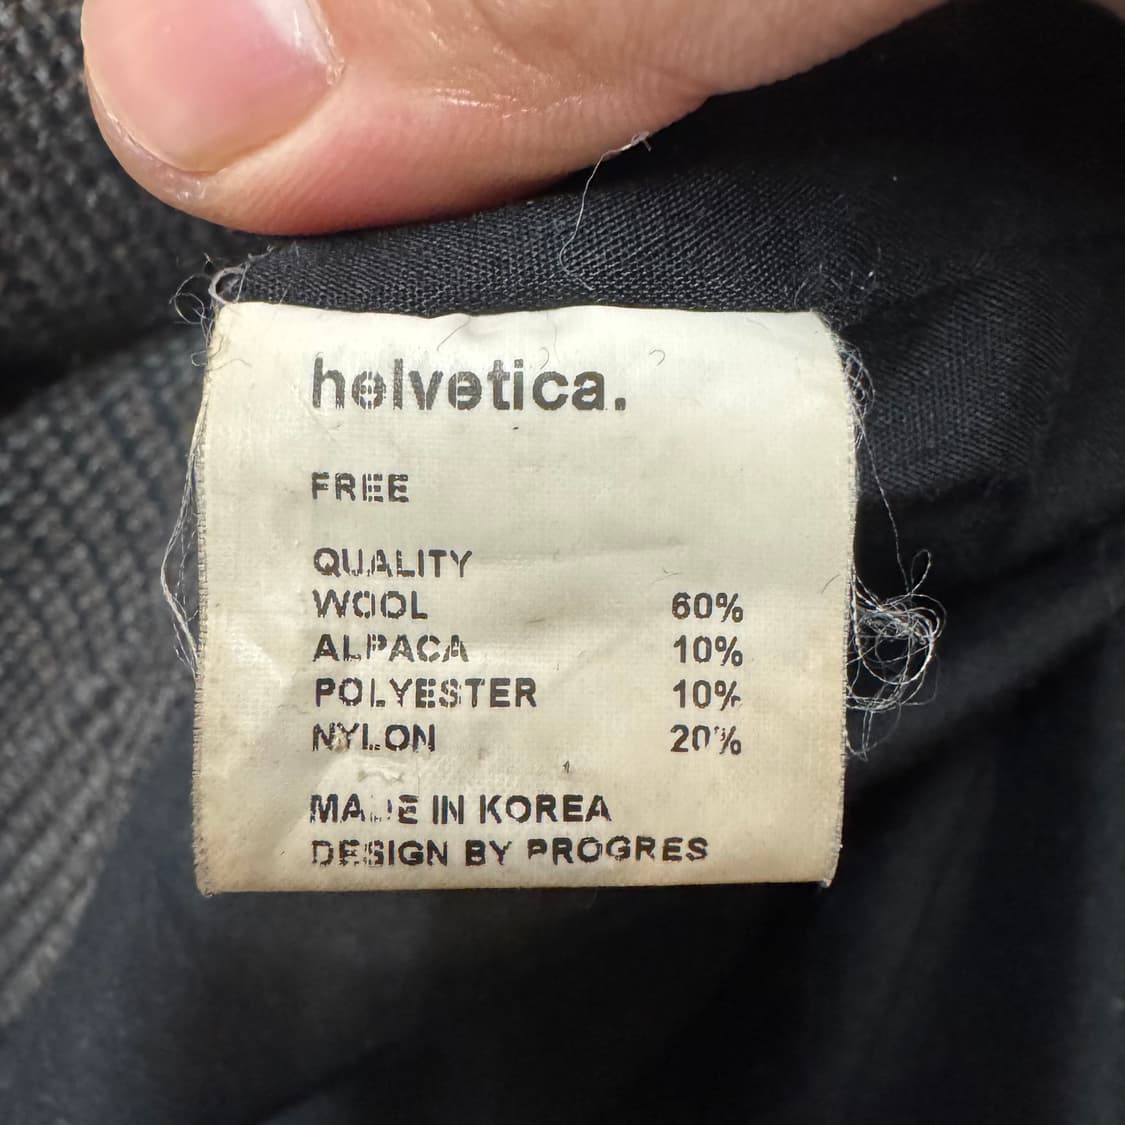 helvetica.
FREE
QUALITY
WOOL 60%
ALPACA 10%
POLYESTER 10%
NYLON 20%
MADE IN KOREA
DESIGN BY PROGRES